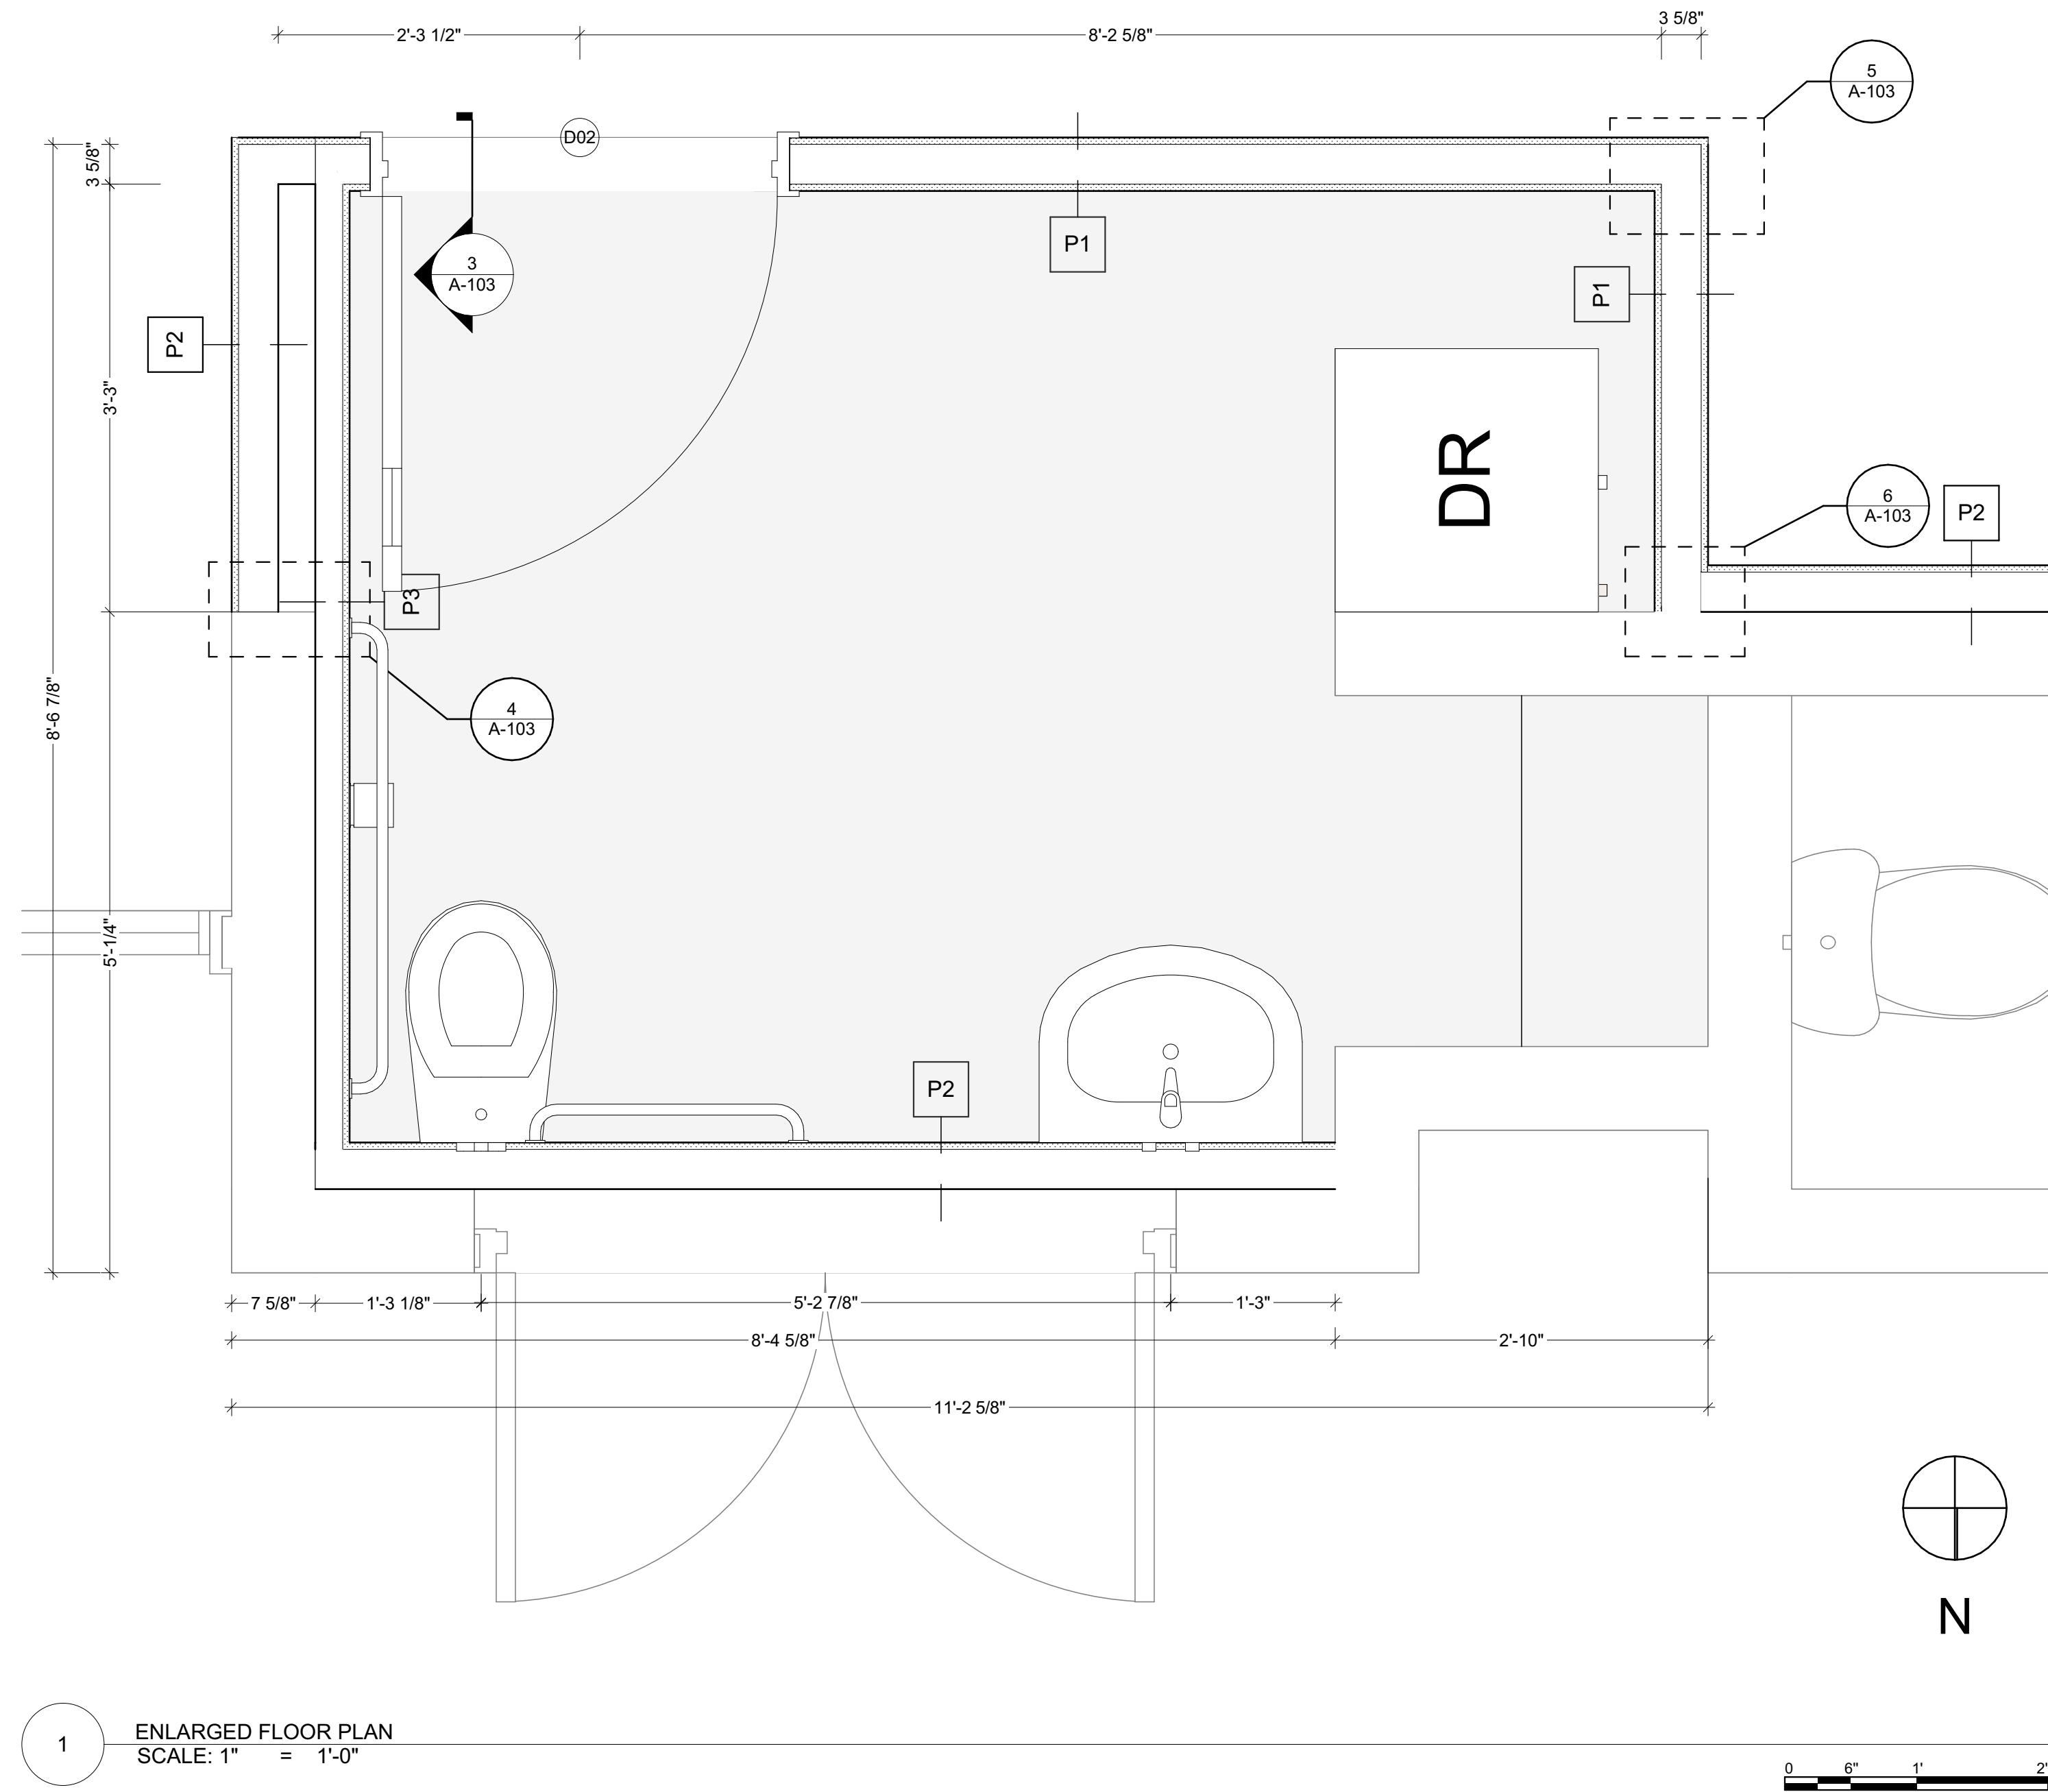 3 5/8"
2'-3 1/2"
8'-2 5/8"
5
A-103
D02
3 5/8"
P1
3
A-103
P1
P2
3'-3"
DR
6
A-103
P2
P3
8'-6 7/8"
4
A-103
5'-1/4"
P2
7 5/8"
1'-3 1/8"
5'-2 7/8"
1'-3"
8'-4 5/8"
2'-10"
11'-2 5/8"
N
1
ENLARGED FLOOR PLAN
SCALE: 1" = 1'-0"
0 6" 1' 2'